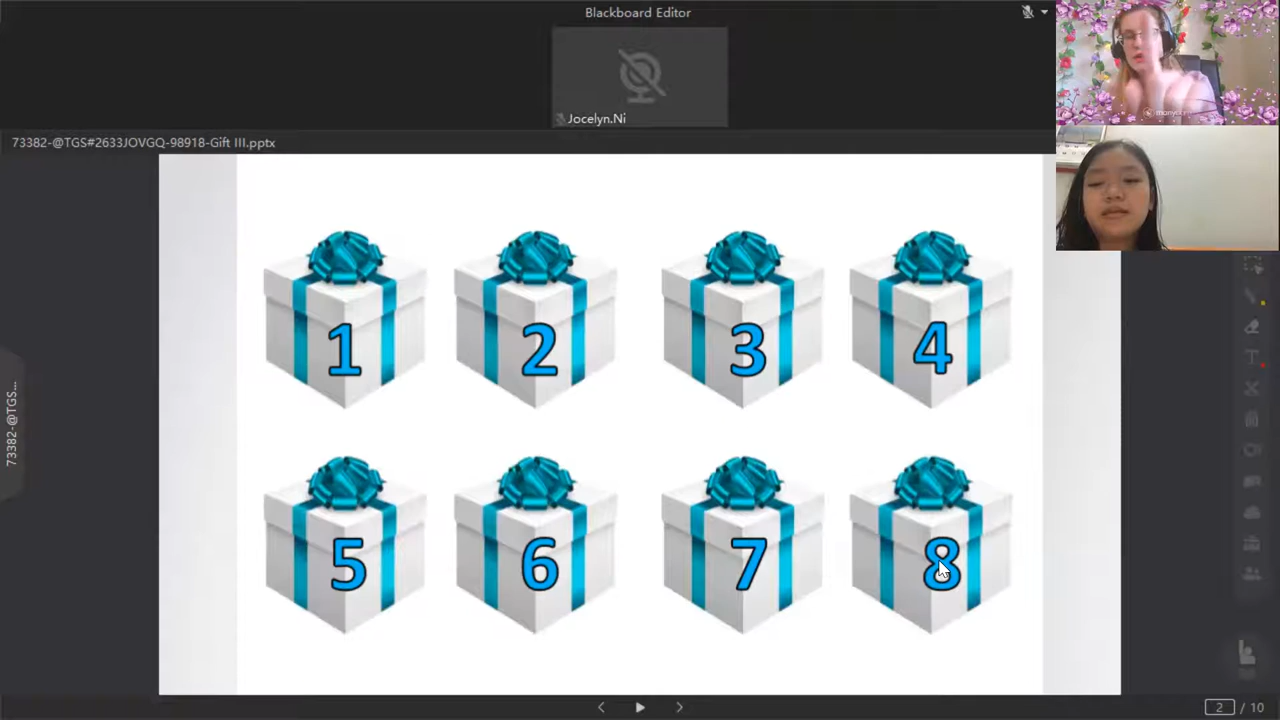 Blackboard Editor
Jocelyn.Ni
73382-@TGS#2633JOVGQ-98918-Gift III.pptx
1 2 3 4
73382-@TGS...
5 6 7 8
2 / 10